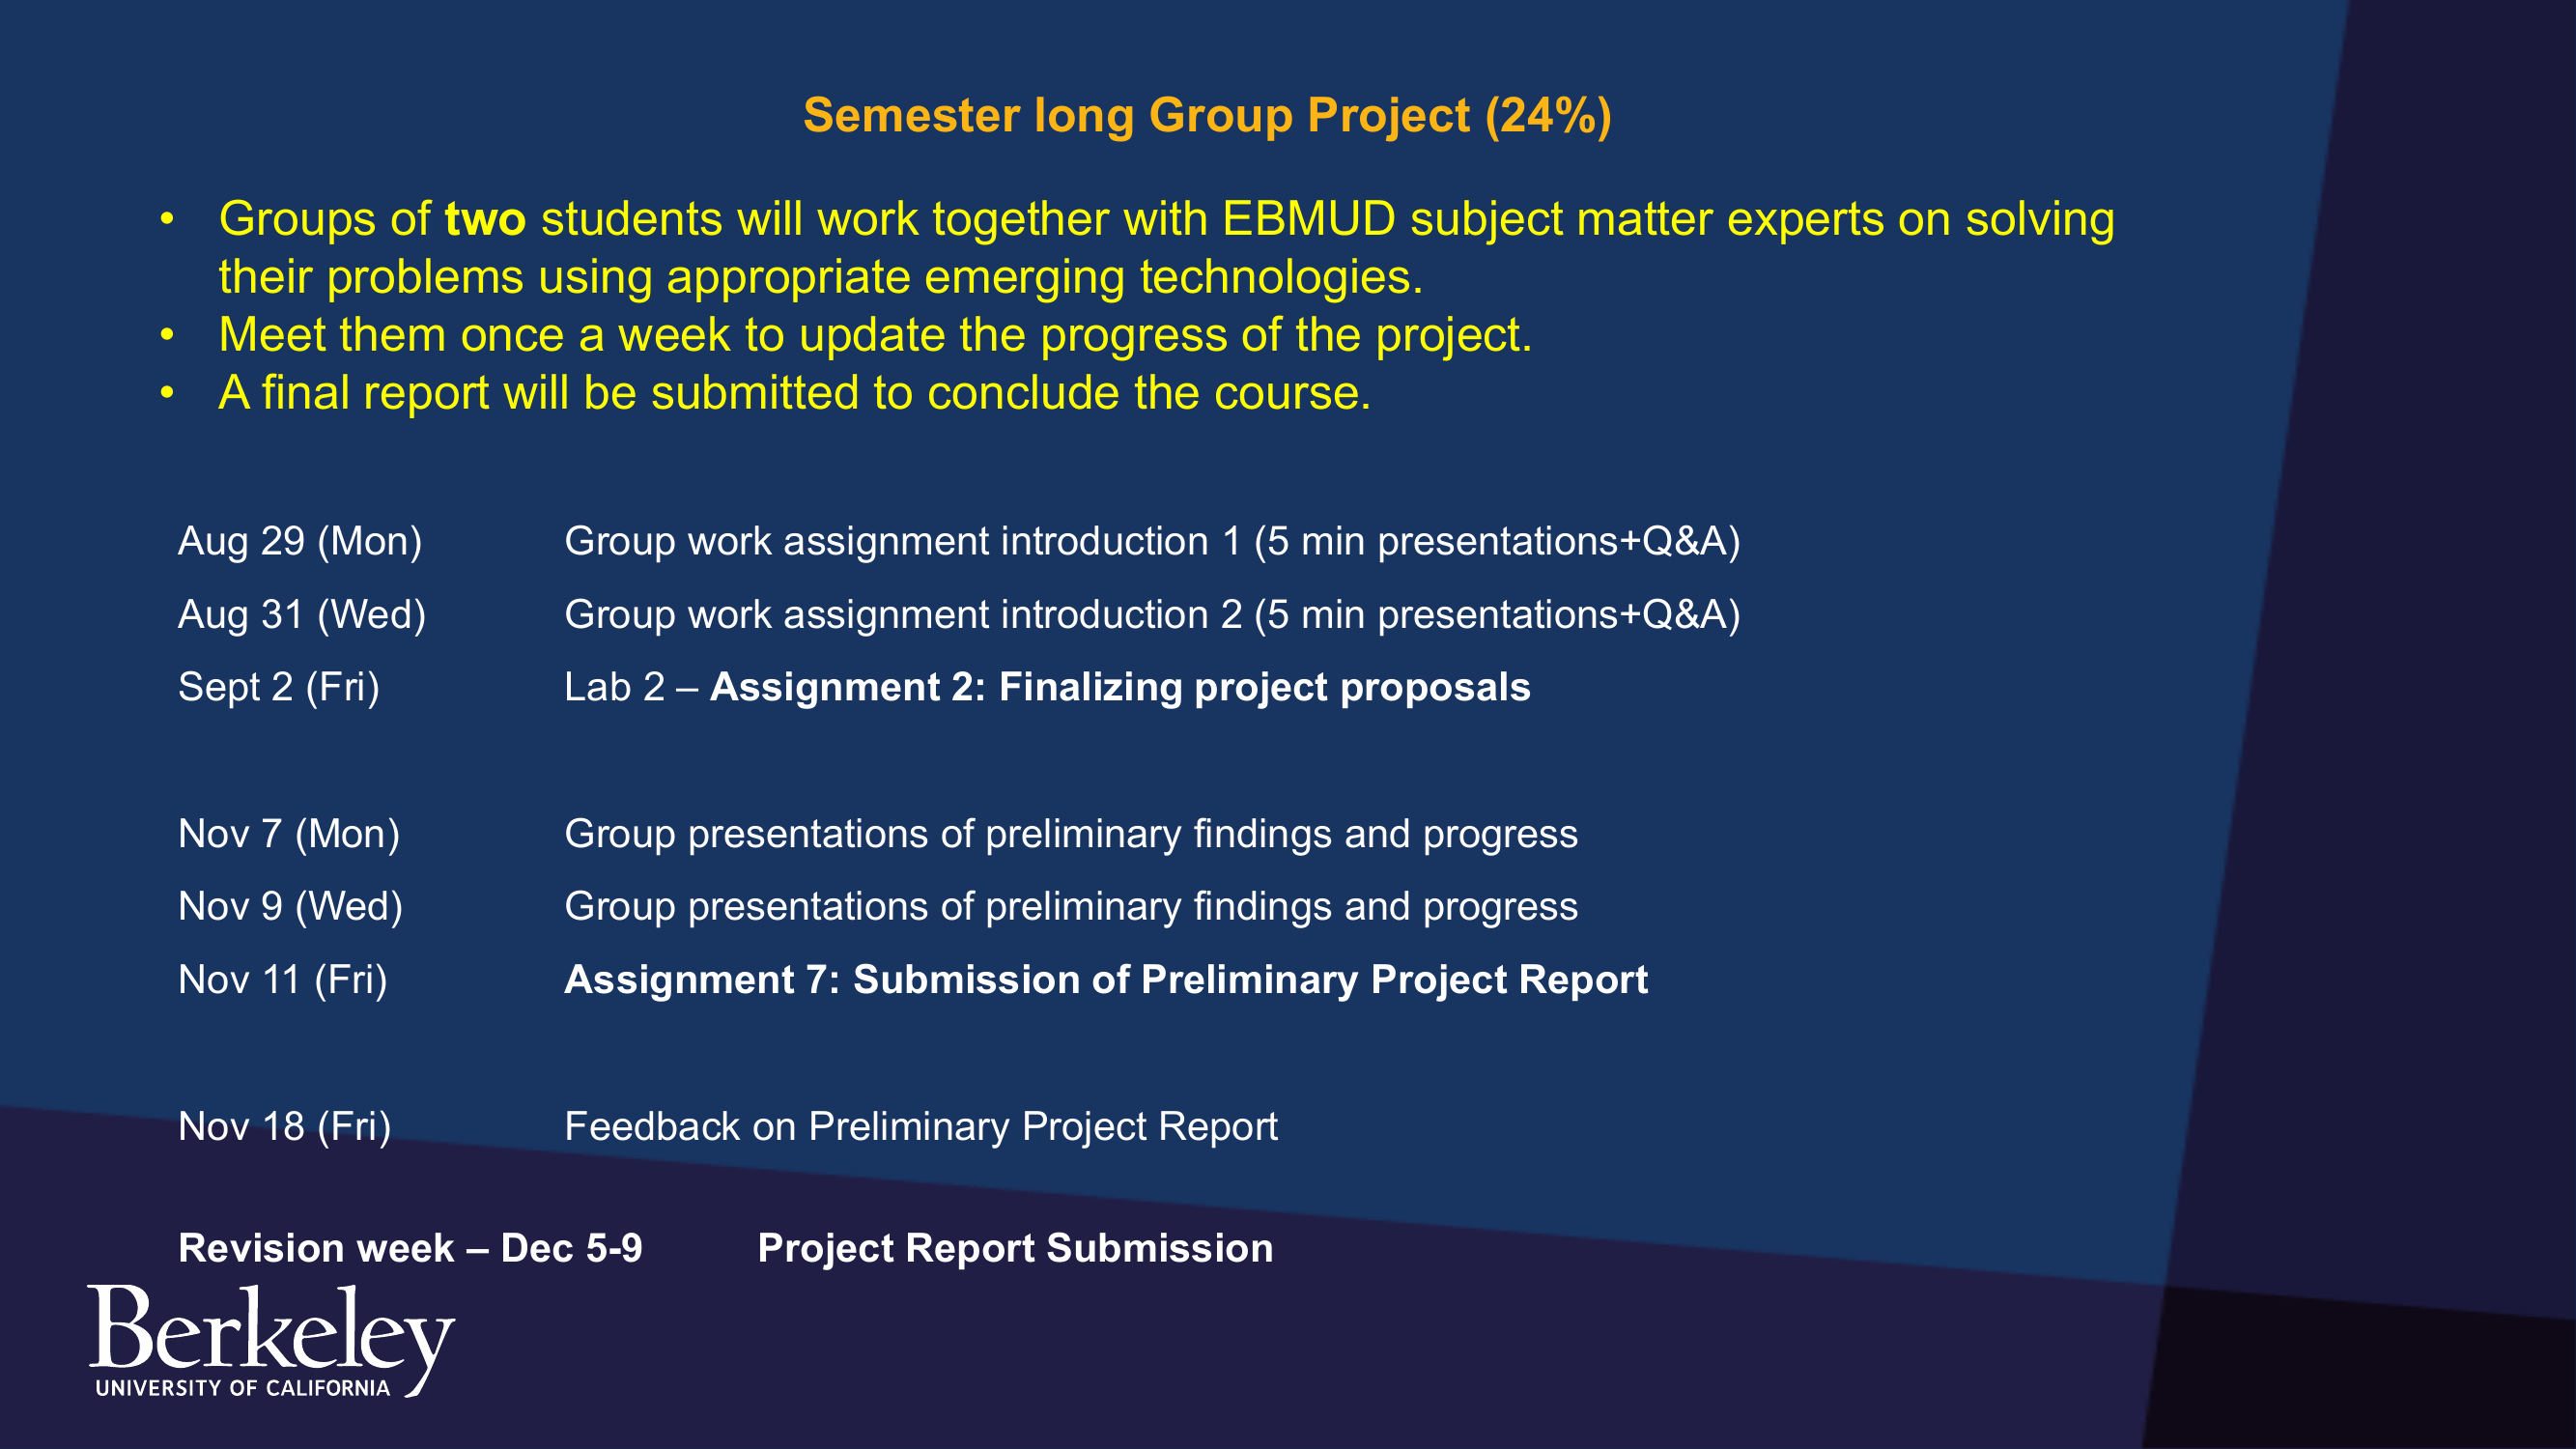 Semester long Group Project (24%)
• Groups of two students will work together with EBMUD subject matter experts on solving
their problems using appropriate emerging technologies.
• Meet them once a week to update the progress of the project.
• A final report will be submitted to conclude the course.
Aug 29 (Mon) Group work assignment introduction 1 (5 min presentations+Q&A)
Aug 31 (Wed) Group work assignment introduction 2 (5 min presentations+Q&A)
Sept 2 (Fri) Lab 2 – Assignment 2: Finalizing project proposals
Nov 7 (Mon) Group presentations of preliminary findings and progress
Nov 9 (Wed) Group presentations of preliminary findings and progress
Nov 11 (Fri) Assignment 7: Submission of Preliminary Project Report
Nov 18 (Fri) Feedback on Preliminary Project Report
Revision week – Dec 5-9 Project Report Submission
Berkeley
UNIVERSITY OF CALIFORNIA